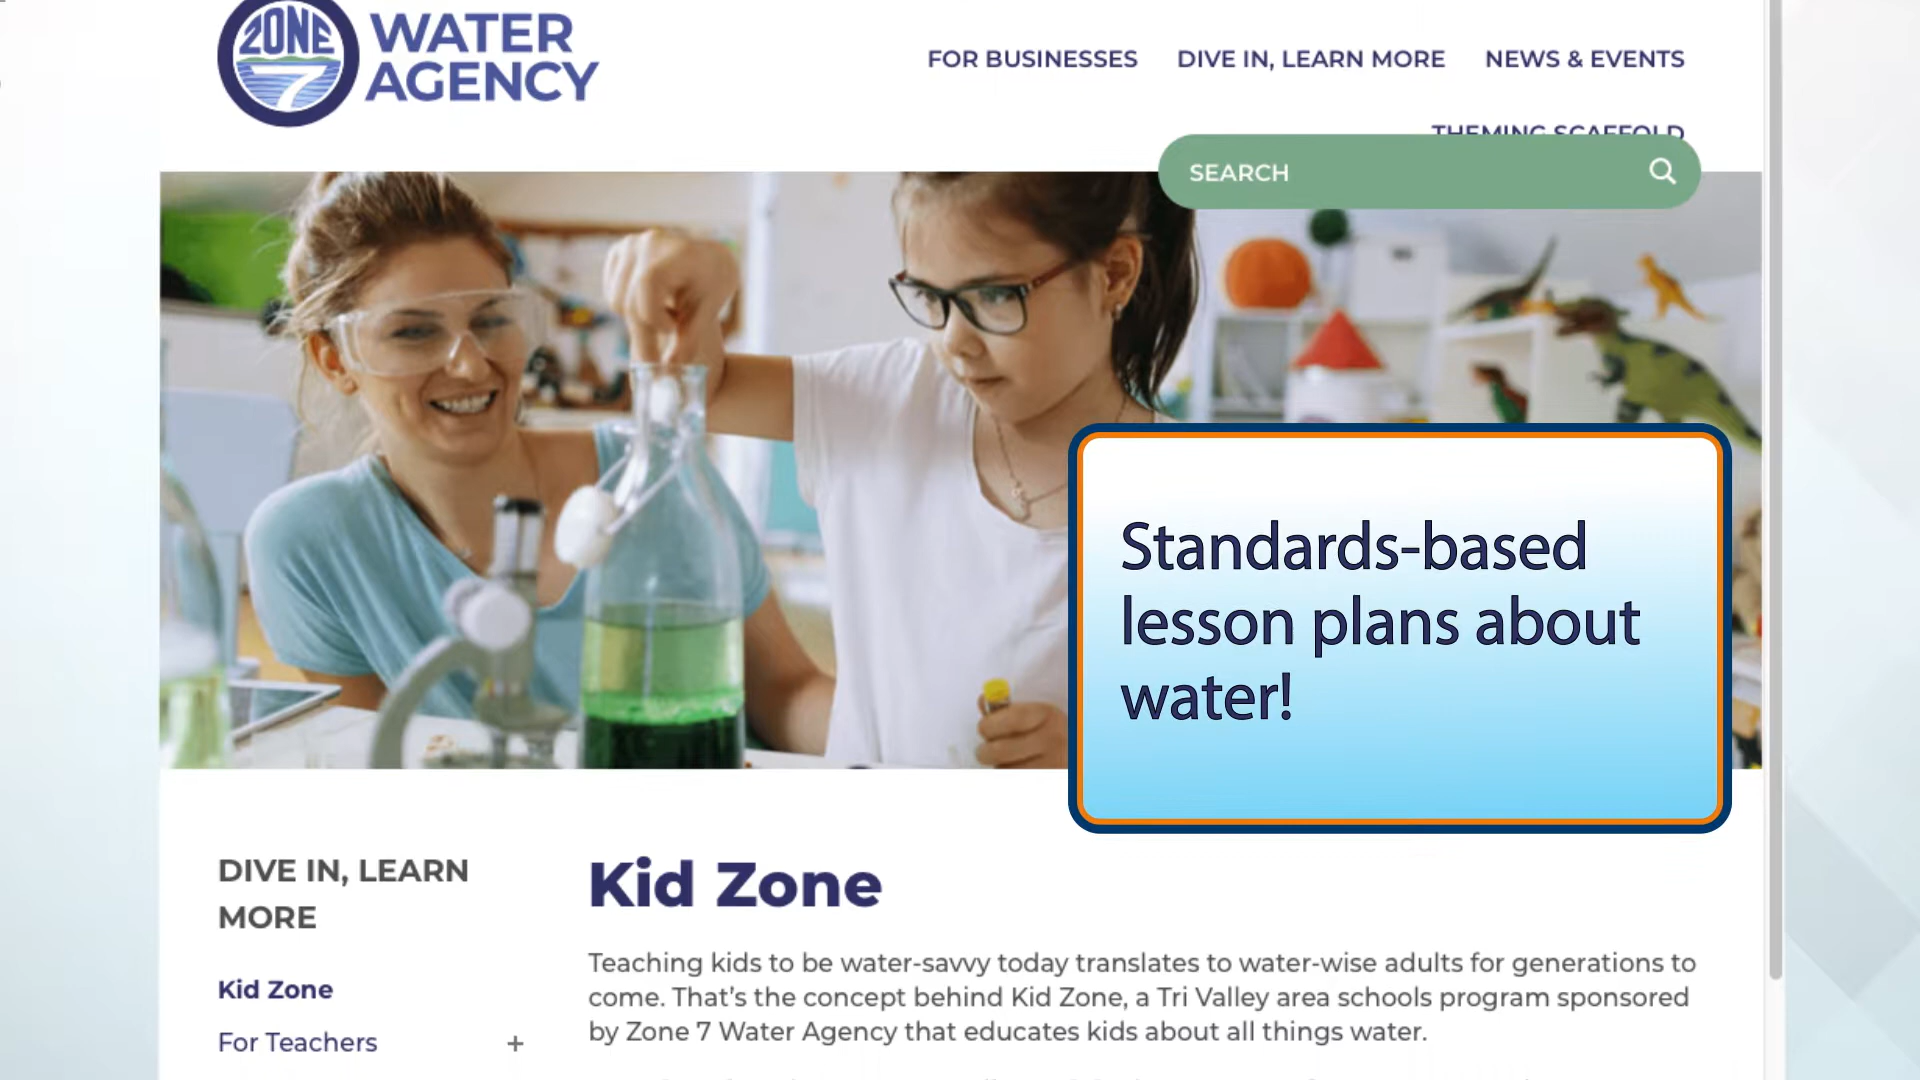 ZONE
7
WATER
AGENCY
FOR BUSINESSES
DIVE IN, LEARN MORE
NEWS & EVENTS
THEMING SCAFFOLD
SEARCH
Standards-based
lesson plans about
water!
DIVE IN, LEARN
MORE
Kid Zone
For Teachers +
Kid Zone
Teaching kids to be water-savvy today translates to water-wise adults for generations to
come. That's the concept behind Kid Zone, a Tri Valley area schools program sponsored
by Zone 7 Water Agency that educates kids about all things water.